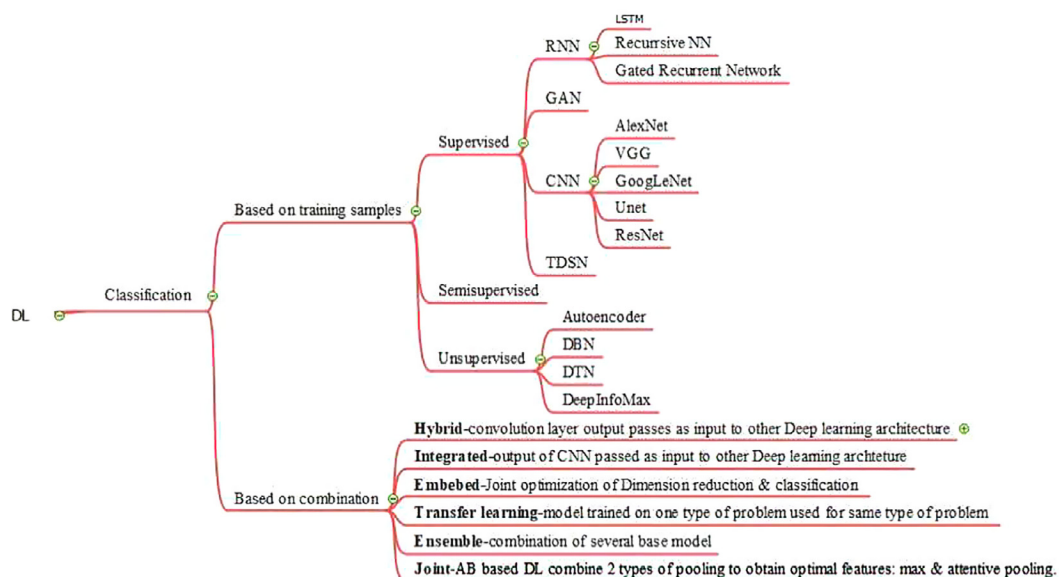 DL
Classification
Based on training samples
Supervised
RNN
LSTM
Recurrsive NN
Gated Recurrent Network
GAN
CNN
AlexNet
VGG
GoogLeNet
Unet
ResNet
TDSN
Semisupervised
Unsupervised
Autoencoder
DBN
DTN
DeepInfoMax
Based on combination
Hybrid-convolution layer output passes as input to other Deep learning architecture
Integrated-output of CNN passed as input to other Deep learning archteture
Embebed-Joint optimization of Dimension reduction & classification
Transfer learning-model trained on one type of problem used for same type of problem
Ensemble-combination of several base model
Joint-AB based DL combine 2 types of pooling to obtain optimal features: max & attentive pooling.